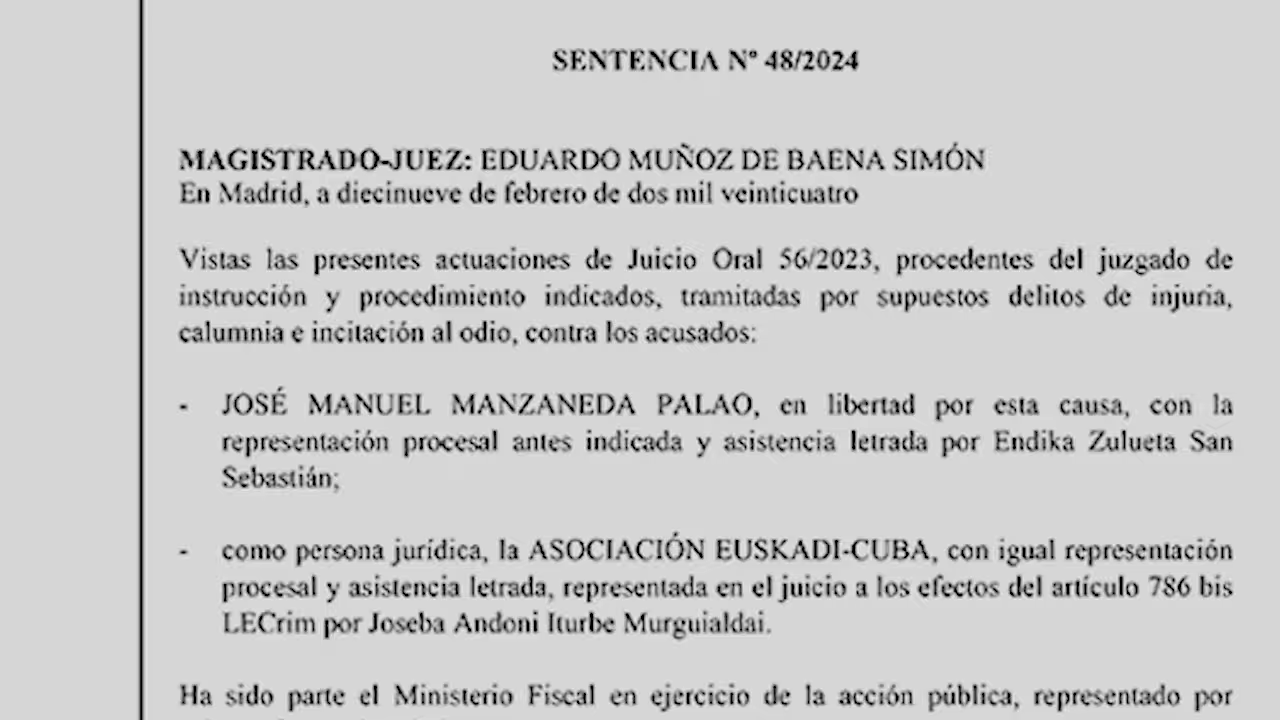 SENTENCIA Nº 48/2024
MAGISTRADO-JUEZ: EDUARDO MUÑOZ DE BAENA SIMÓN
En Madrid, a diecinueve de febrero de dos mil veinticuatro
Vistas las presentes actuaciones de Juicio Oral 56/2023, procedentes del juzgado de
instrucción y procedimiento indicados, tramitadas por supuestos delitos de injuria,
calumnia e incitación al odio, contra los acusados:
- JOSÉ MANUEL MANZANEDA PALAO, en libertad por esta causa, con la
representación procesal antes indicada y asistencia letrada por Endika Zulueta San
Sebastián;
- como persona jurídica, la ASOCIACIÓN EUSKADI-CUBA, con igual representación
procesal y asistencia letrada, representada en el juicio a los efectos del artículo 786 bis
LECrim por Joseba Andoni Iturbe Murguialdai.
Ha sido parte el Ministerio Fiscal en ejercicio de la acción pública, representado por